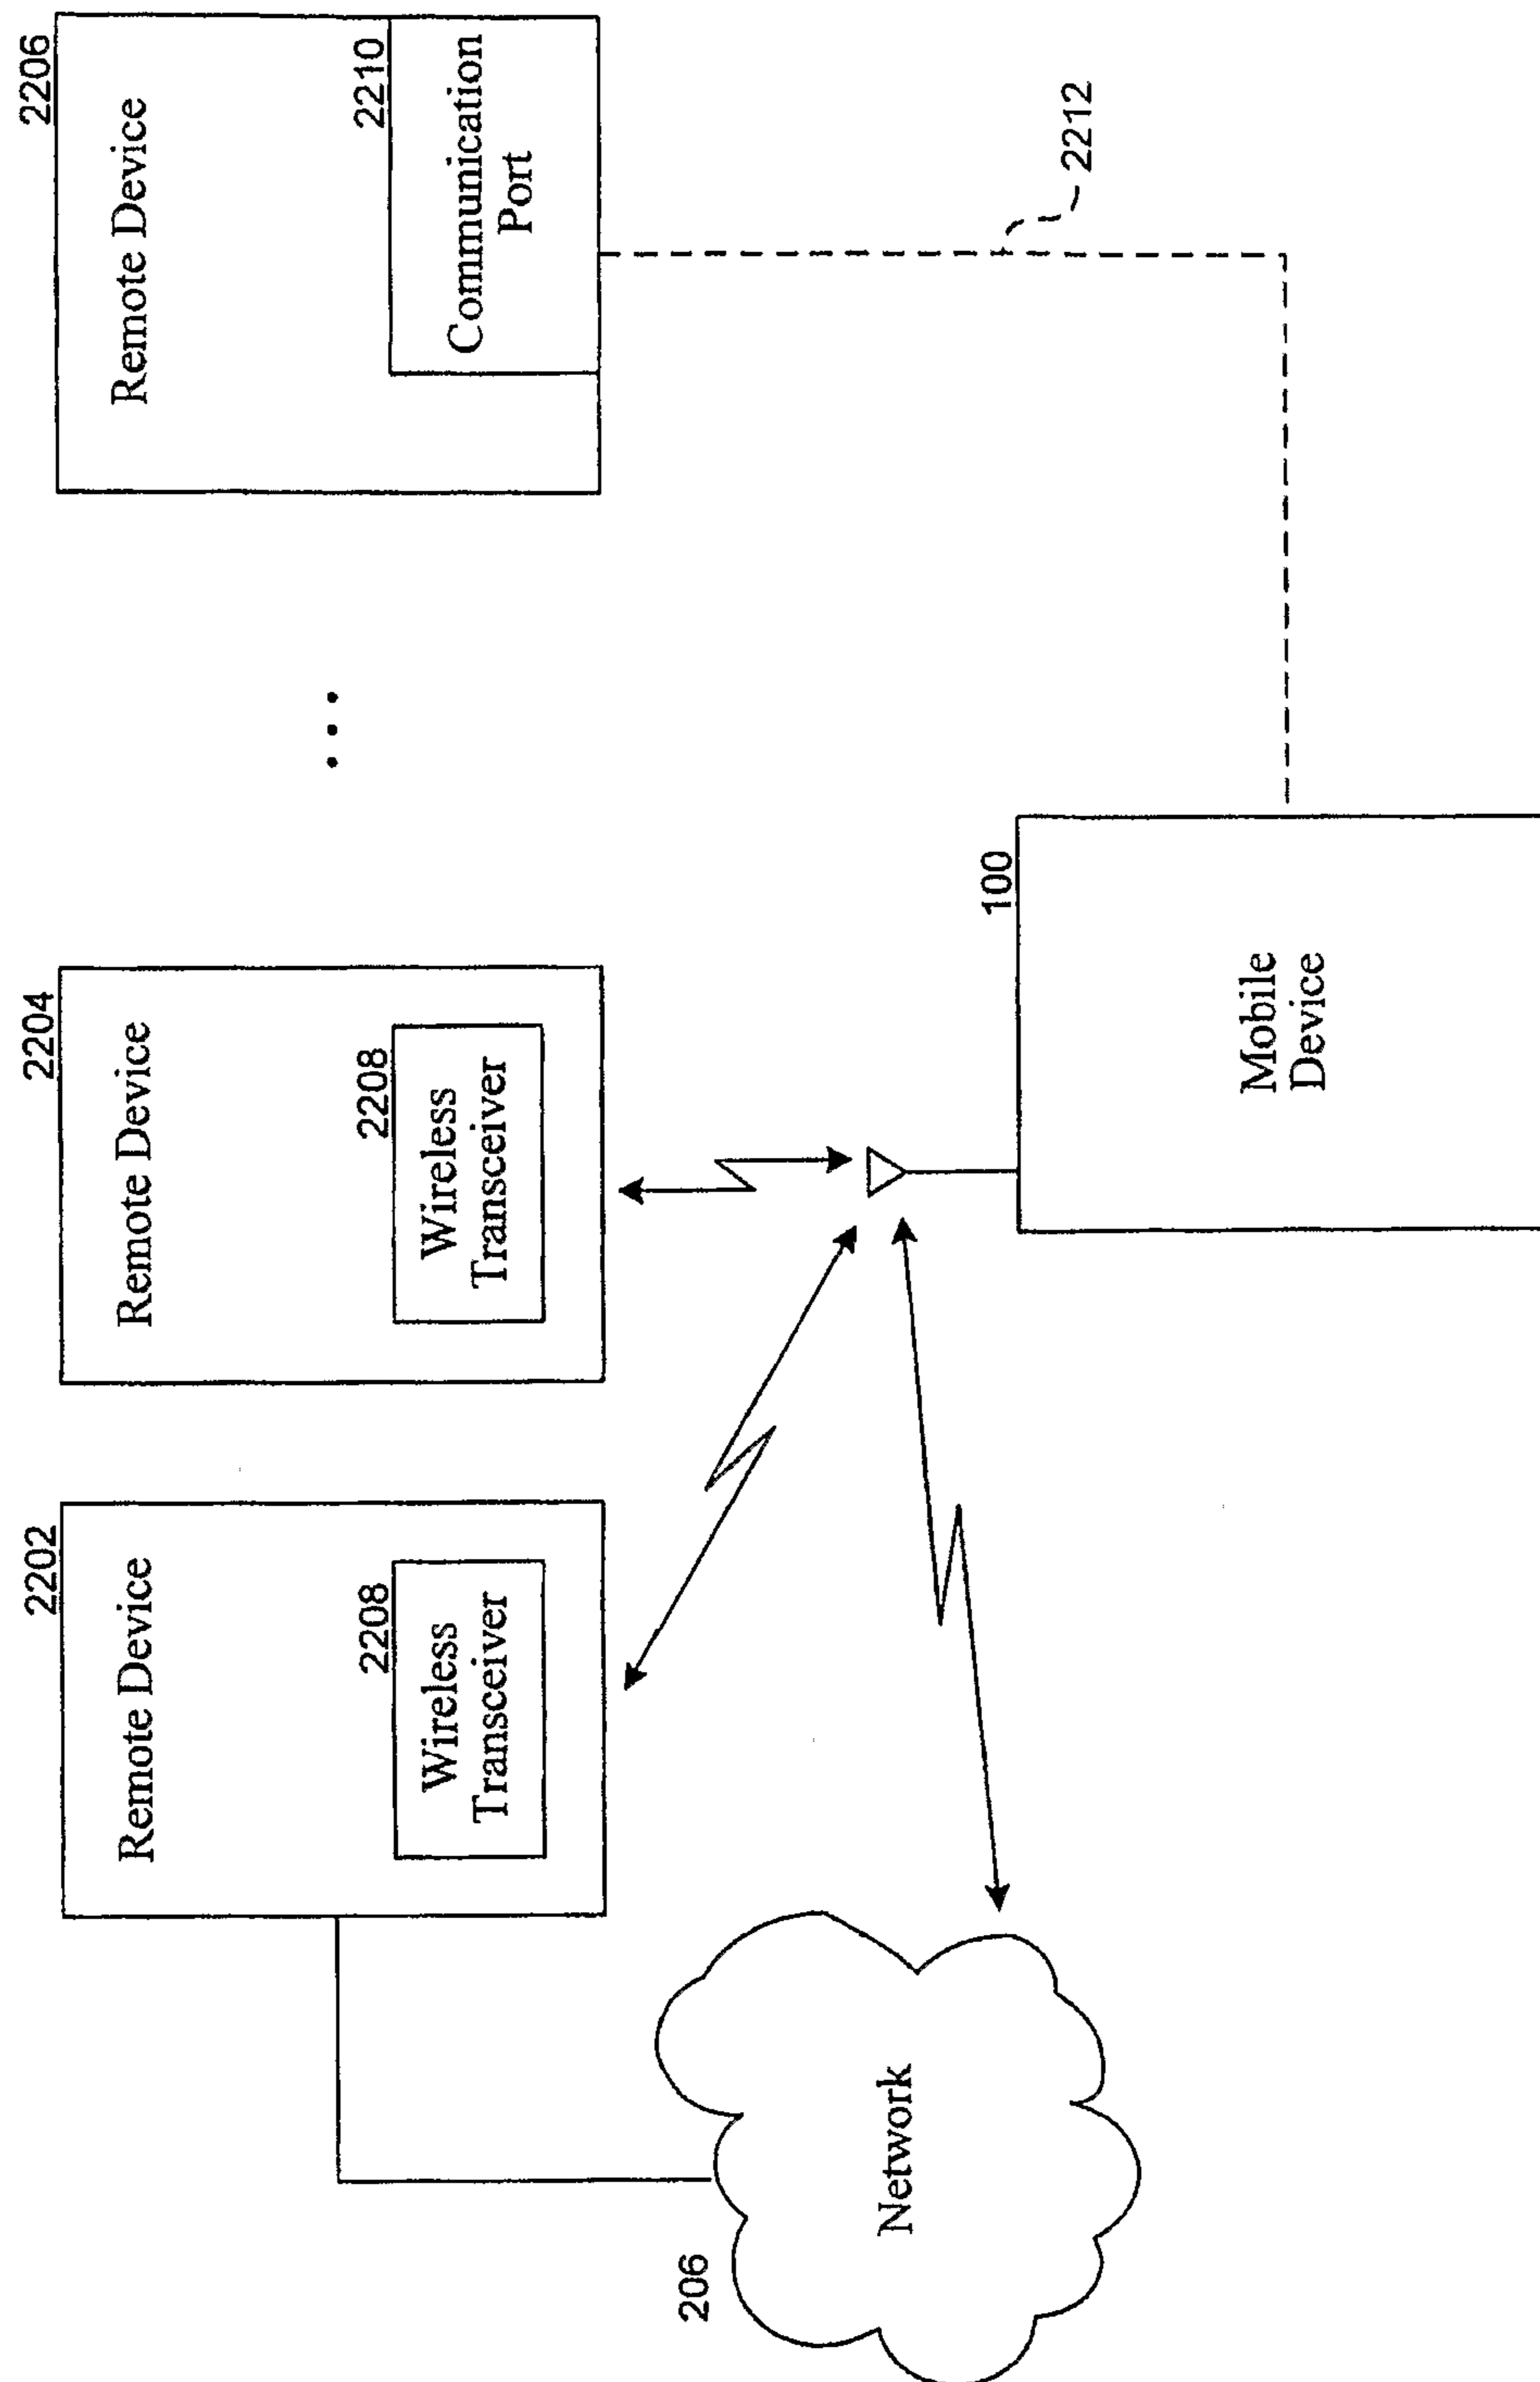 2202
Remote Device
2208
Wireless
Transceiver
2204
Remote Device
2208
Wireless
Transceiver
...
2206
Remote Device
2210
Communication
Port
2212
206
Network
100
Mobile
Device